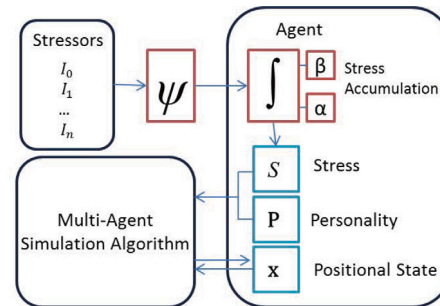 Stressors
I₀
I₁
...
Iₙ
ψ
Agent
∫
β
α
Stress
Accumulation
S
Stress
P
Personality
x
Positional State
Multi-Agent
Simulation Algorithm